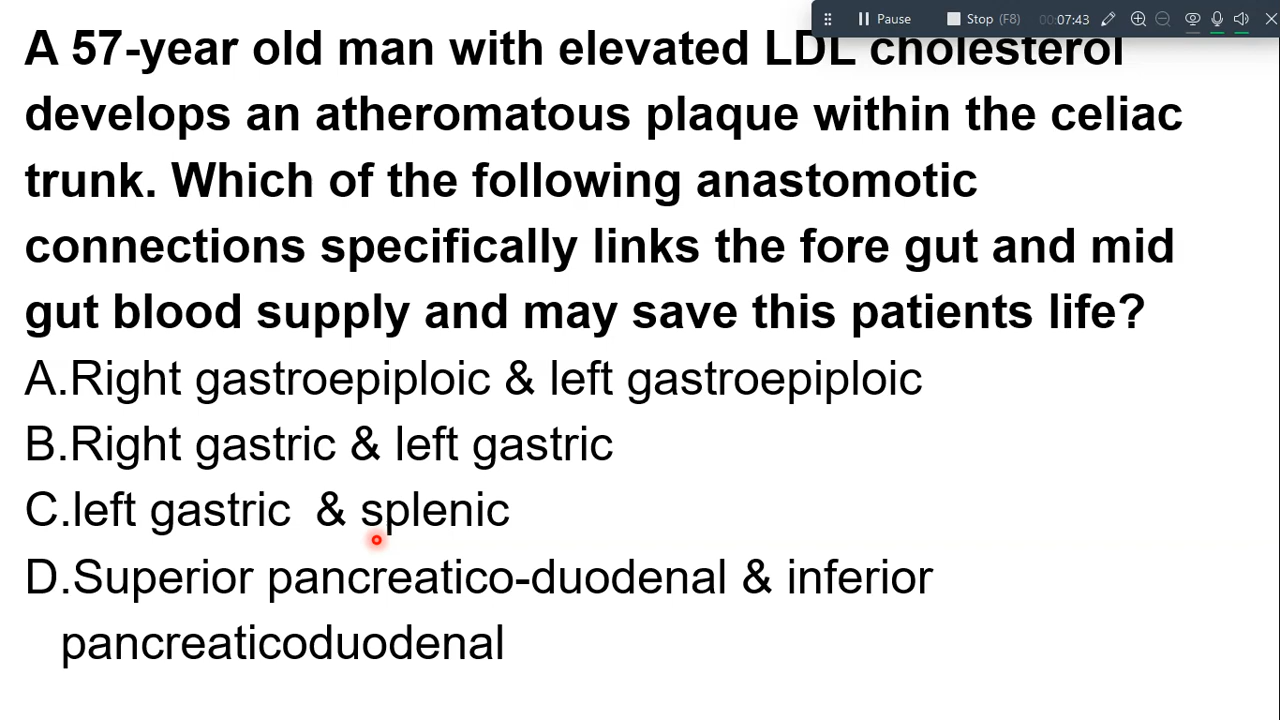 Pause Stop (F8) 00:07:43
A 57-year old man with elevated LDL cholesterol
develops an atheromatous plaque within the celiac
trunk. Which of the following anastomotic
connections specifically links the fore gut and mid
gut blood supply and may save this patients life?
A.Right gastroepiploic & left gastroepiploic
B.Right gastric & left gastric
C.left gastric & splenic
D.Superior pancreatico-duodenal & inferior
pancreaticoduodenal